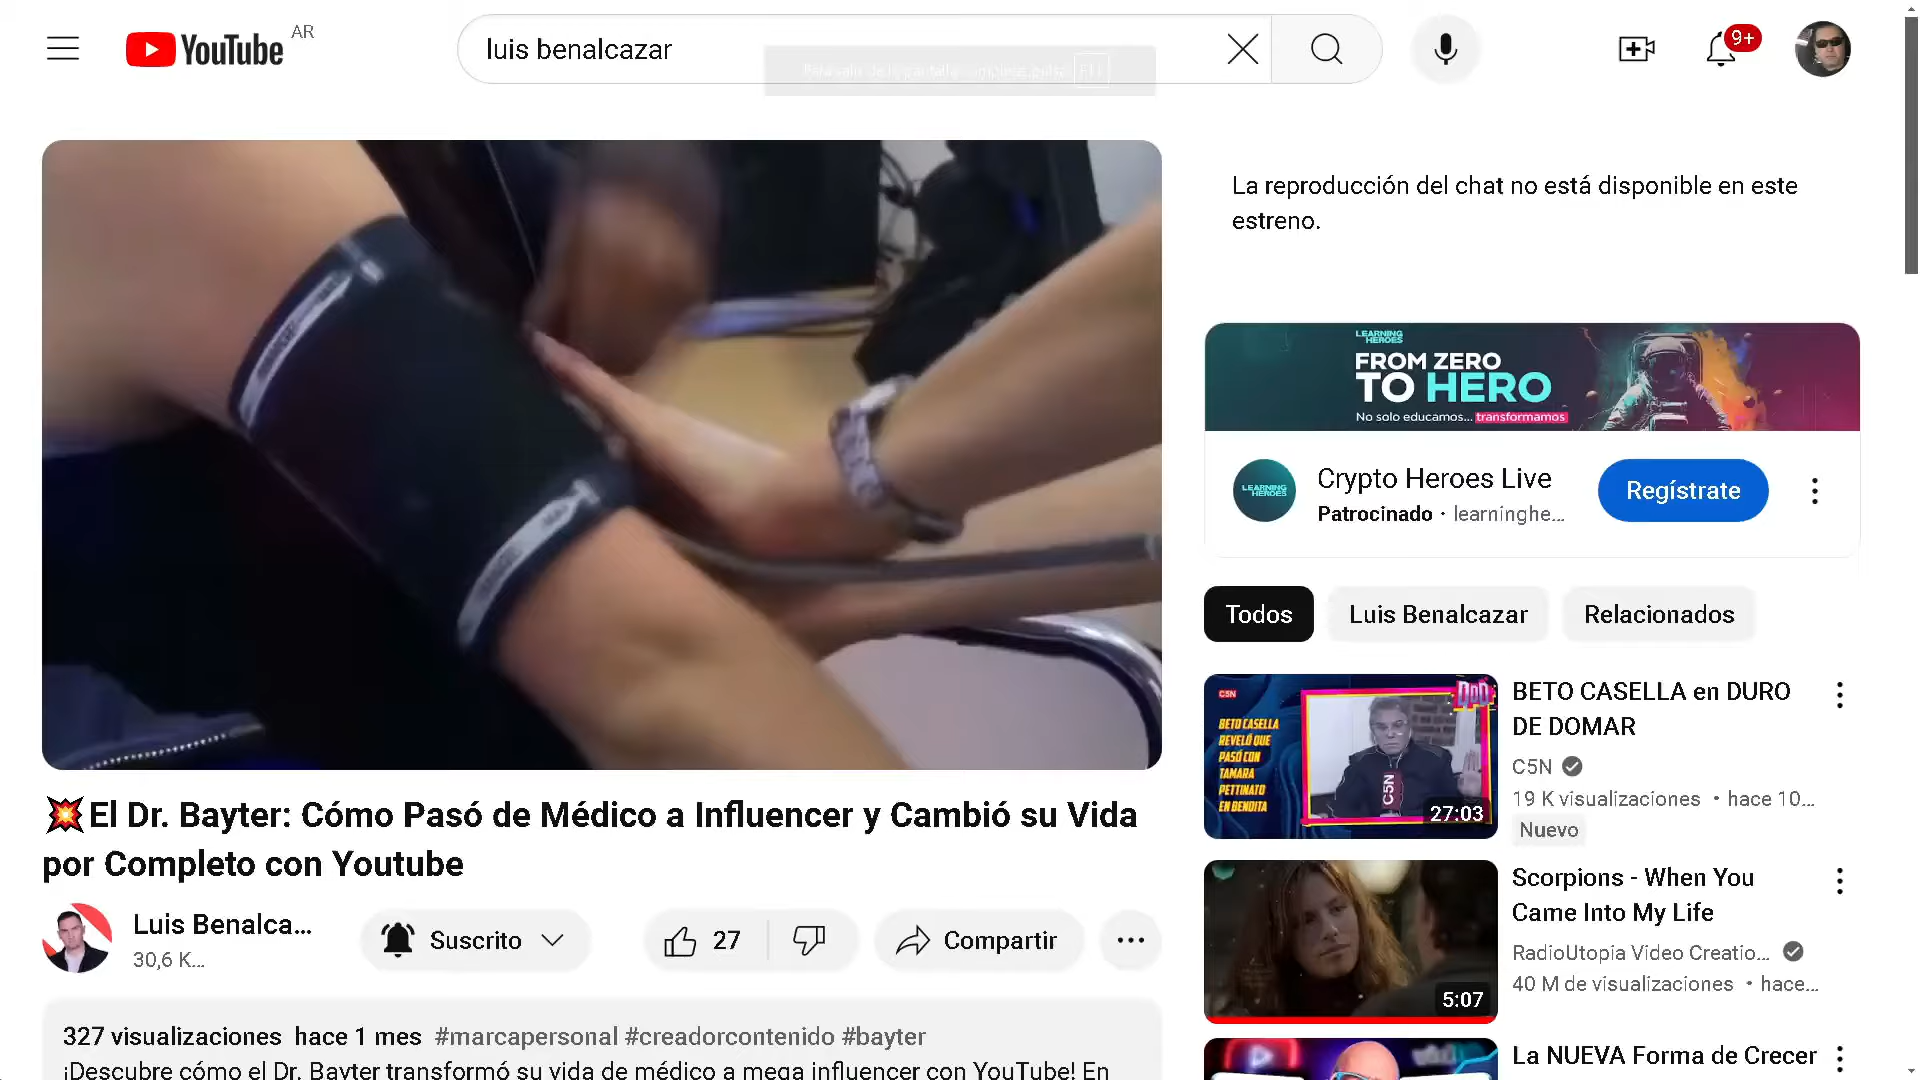 YouTube
AR
luis benalcazar
9+
La reproducción del chat no está disponible en este
estreno.
LEARNING
HEROES
FROM ZERO
TO HERO
No solo educamos... transformamos
LEARNING
HEROES
Crypto Heroes Live
Patrocinado · learninghe...
Regístrate
Todos
Luis Benalcazar
Relacionados
C5N
BETO CASELLA
REVELÓ QUE
PASÓ CON
TAMARA
PETTINATO
EN BENDITA
C5N
27:03
BETO CASELLA en DURO
DE DOMAR
C5N
19 K visualizaciones • hace 10...
Nuevo
5:07
Scorpions - When You
Came Into My Life
RadioUtopia Video Creatio...
40 M de visualizaciones • hace...
La NUEVA Forma de Crecer
💥El Dr. Bayter: Cómo Pasó de Médico a Influencer y Cambió su Vida
por Completo con Youtube
Luis Benalca...
30,6 K...
Suscrito
27
Compartir
327 visualizaciones hace 1 mes #marcapersonal #creadorcontenido #bayter
¡Descubre cómo el Dr. Bayter transformó su vida de médico a mega influencer con YouTube! En